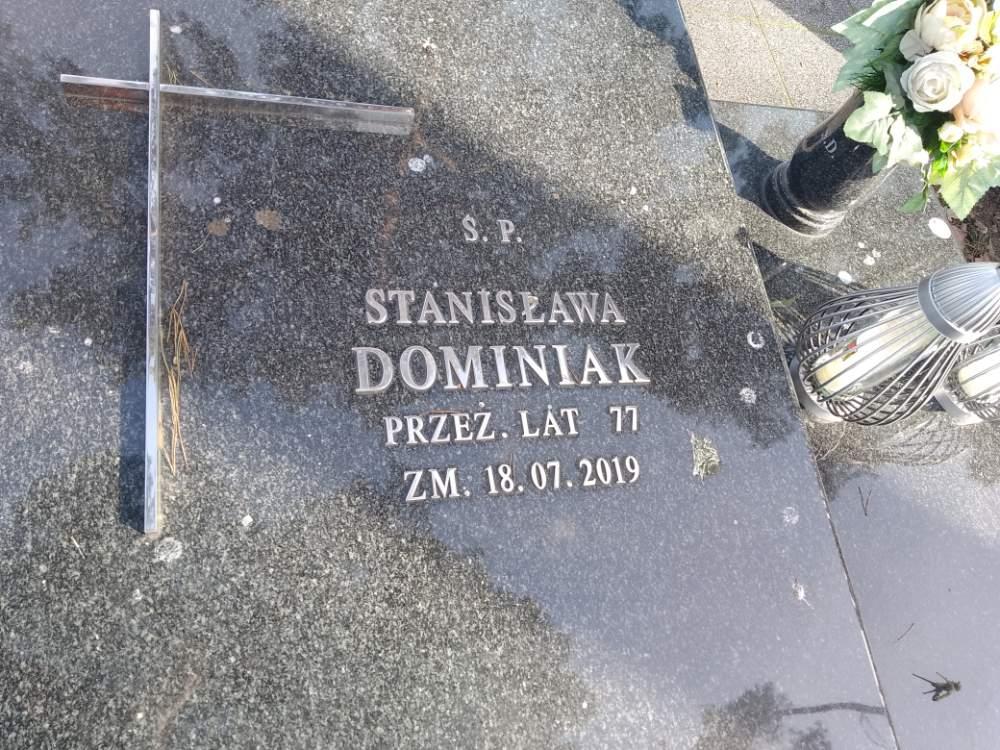 Ś. P.
STANISŁAWA
DOMINIAK
PRZEŻ. LAT 77
ZM. 18.07.2019